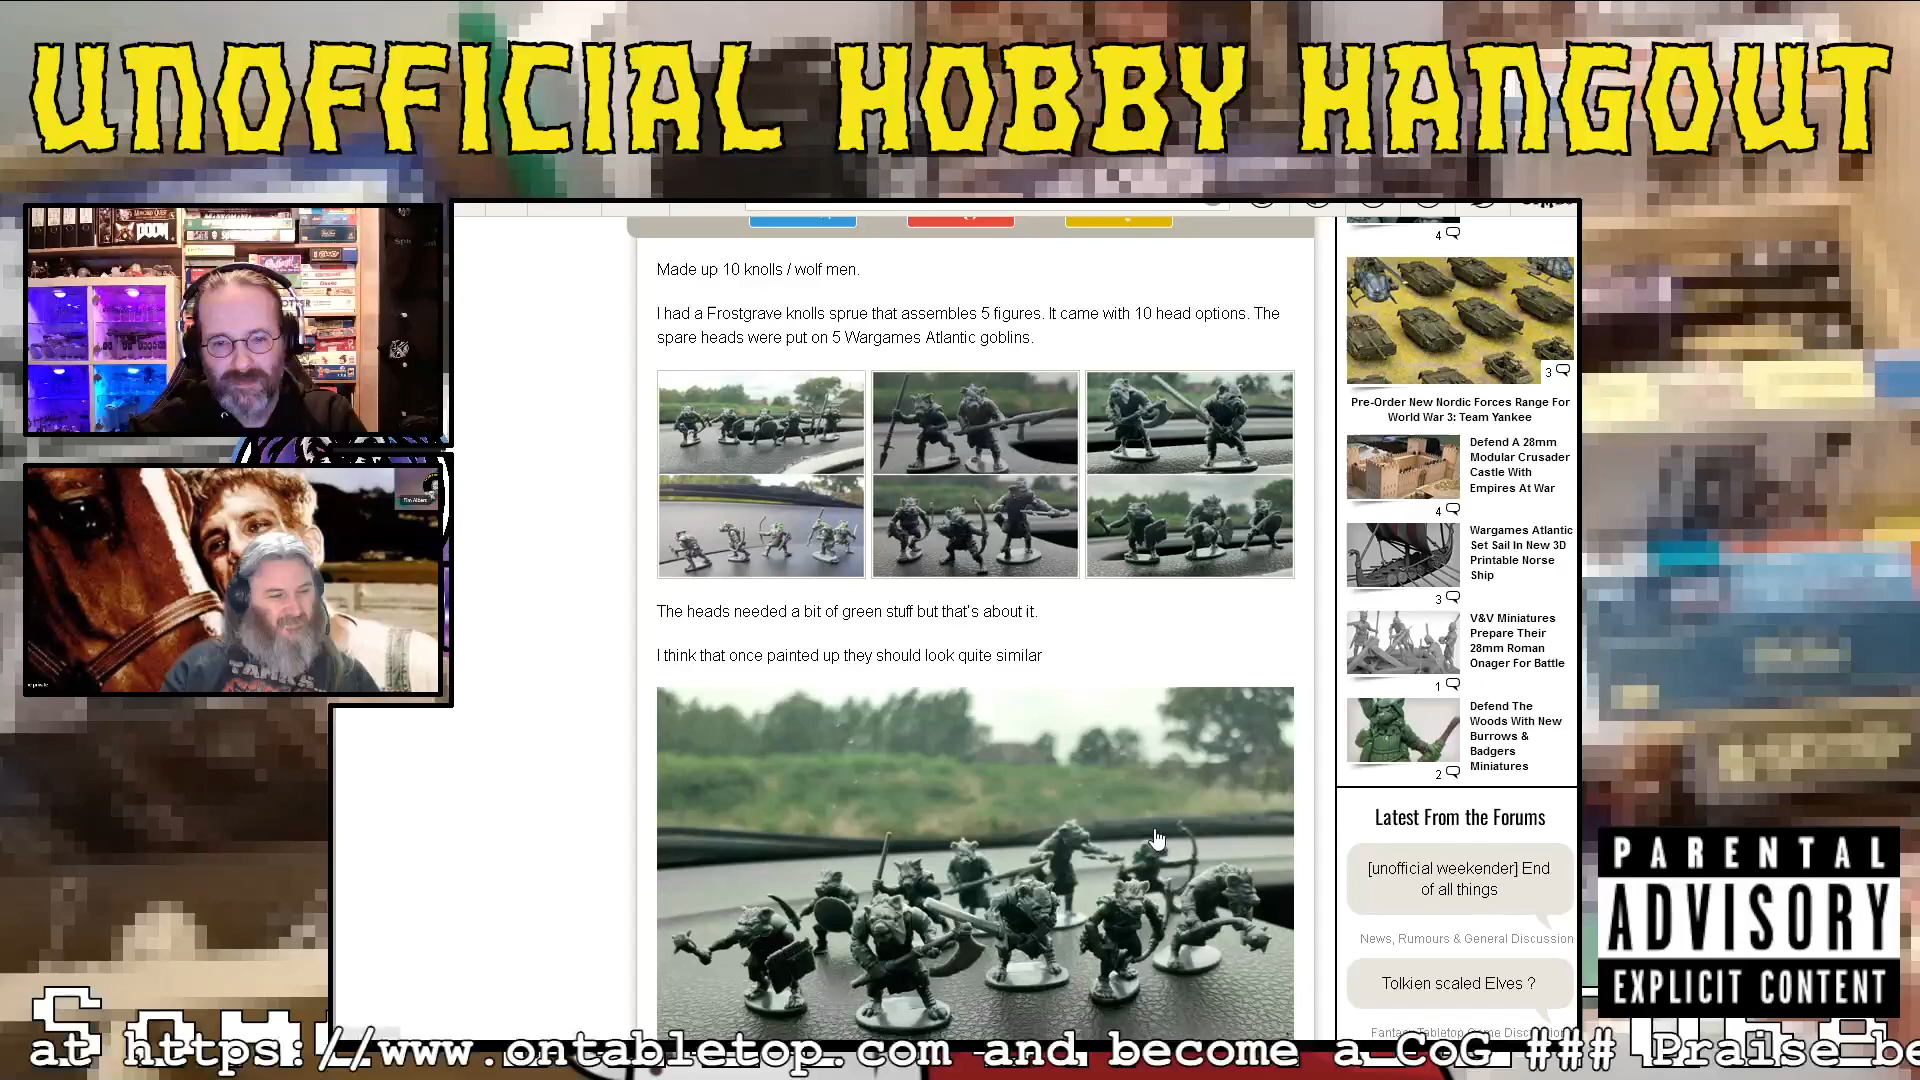 UNOFFICIAL HOBBY HANGOUT
DOOM
4
Made up 10 knolls / wolf men.
I had a Frostgrave knolls sprue that assembles 5 figures. It came with 10 head options. The
spare heads were put on 5 Wargames Atlantic goblins.
The heads needed a bit of green stuff but that's about it.
I think that once painted up they should look quite similar
3
Pre-Order New Nordic Forces Range For
World War 3: Team Yankee
Defend A 28mm
Modular Crusader
Castle With
Empires At War
4
Wargames Atlantic
Set Sail In New 3D
Printable Norse
Ship
3
V&V Miniatures
Prepare Their
28mm Roman
Onager For Battle
1
Defend The
Woods With New
Burrows &
Badgers
Miniatures
2
Latest From the Forums
[unofficial weekender] End
of all things
News, Rumours & General Discussion
Tolkien scaled Elves ?
Fantasy Tabletop Game Discussion
PARENTAL
ADVISORY
EXPLICIT CONTENT
at https://www.ontabletop.com and become a CoG ### Praise be